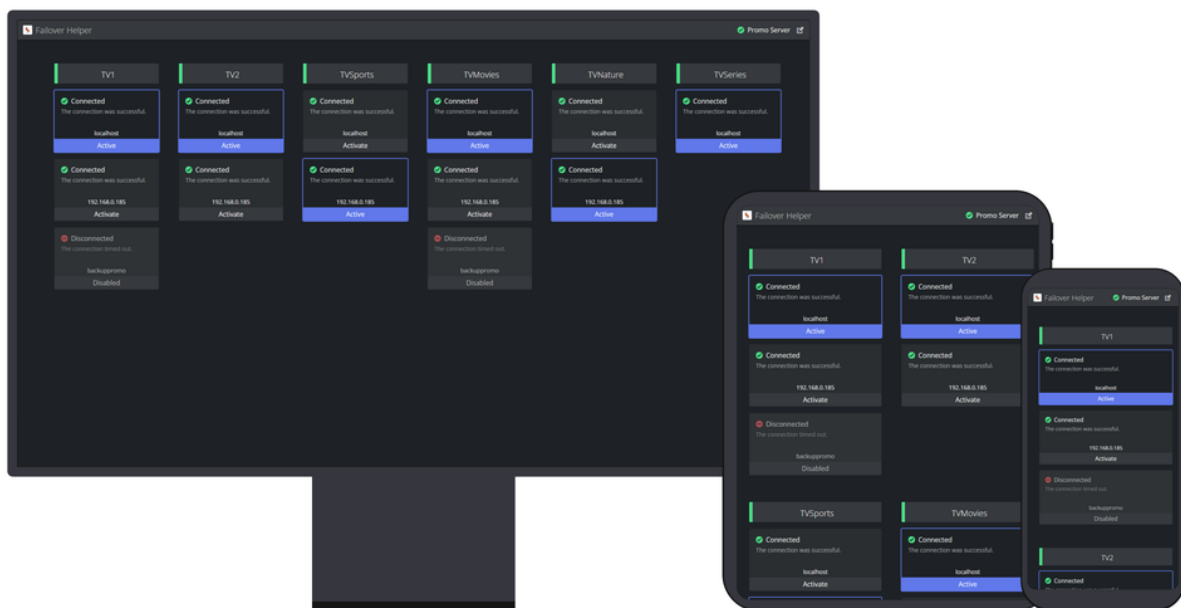 Failover Helper
Promo Server
TV1
TV2
TVSports
TVMovies
TVNature
TVSeries
Connected
The connection was successful.
localhost
Active
Connected
The connection was successful.
localhost
Active
Connected
The connection was successful.
localhost
Activate
Connected
The connection was successful.
localhost
Active
Connected
The connection was successful.
localhost
Activate
Connected
The connection was successful.
localhost
Active
Connected
The connection was successful.
192.168.0.185
Activate
Connected
The connection was successful.
192.168.0.185
Activate
Connected
The connection was successful.
192.168.0.185
Active
Connected
The connection was successful.
192.168.0.185
Activate
Connected
The connection was successful.
192.168.0.185
Active
Disconnected
The connection timed out.
backuppromo
Disabled
Disconnected
The connection timed out.
backuppromo
Disabled
Failover Helper
Promo Server
TV1
TV2
Connected
The connection was successful.
localhost
Active
Connected
The connection was successful.
localhost
Active
Connected
The connection was successful.
192.168.0.185
Activate
Connected
The connection was successful.
192.168.0.185
Activate
Disconnected
The connection timed out.
backuppromo
Disabled
TVSports
TVMovies
Connected
The connection was successful.
localhost
Activate
Connected
The connection was successful.
localhost
Active
Failover Helper
Promo Server
TV1
Connected
The connection was successful.
localhost
Active
Connected
The connection was successful.
192.168.0.185
Activate
Disconnected
The connection timed out.
backuppromo
Disabled
TV2
Connected